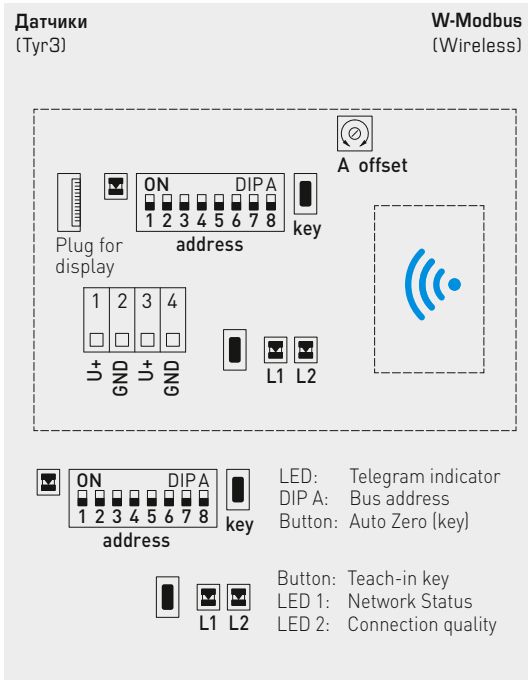 Датчики W-Modbus
(Tyr3) (Wireless)
A offset
ON DIP A
1 2 3 4 5 6 7 8
key
address
Plug for
display
1 2 3 4
U+ GND U+ GND
L1 L2
ON DIP A
1 2 3 4 5 6 7 8
key
address
LED: Telegram indicator
DIP A: Bus address
Button: Auto Zero (key)
L1 L2
Button: Teach-in key
LED 1: Network Status
LED 2: Connection quality